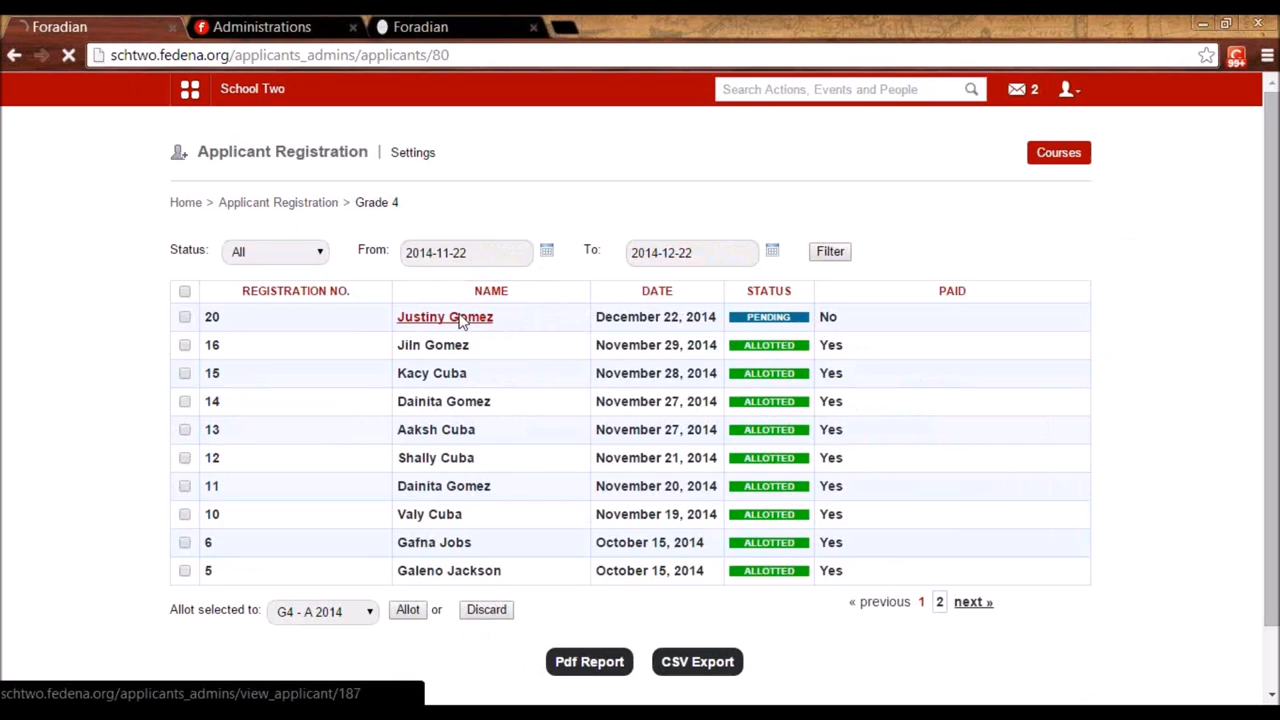 Foradian Administrations Foradian
schtwo.fedena.org/applicants_admins/applicants/80
99+
School Two Search Actions, Events and People 2
Applicant Registration | Settings Courses
Home > Applicant Registration > Grade 4
Status: All From: 2014-11-22 To: 2014-12-22 Filter
REGISTRATION NO. NAME DATE STATUS PAID
20 Justiny Gomez December 22, 2014 PENDING No
16 Jiln Gomez November 29, 2014 ALLOTTED Yes
15 Kacy Cuba November 28, 2014 ALLOTTED Yes
14 Dainita Gomez November 27, 2014 ALLOTTED Yes
13 Aaksh Cuba November 27, 2014 ALLOTTED Yes
12 Shally Cuba November 21, 2014 ALLOTTED Yes
11 Dainita Gomez November 20, 2014 ALLOTTED Yes
10 Valy Cuba November 19, 2014 ALLOTTED Yes
6 Gafna Jobs October 15, 2014 ALLOTTED Yes
5 Galeno Jackson October 15, 2014 ALLOTTED Yes
« previous 1 2 next »
Allot selected to: G4 - A 2014 Allot or Discard
Pdf Report CSV Export
schtwo.fedena.org/applicants_admins/view_applicant/187